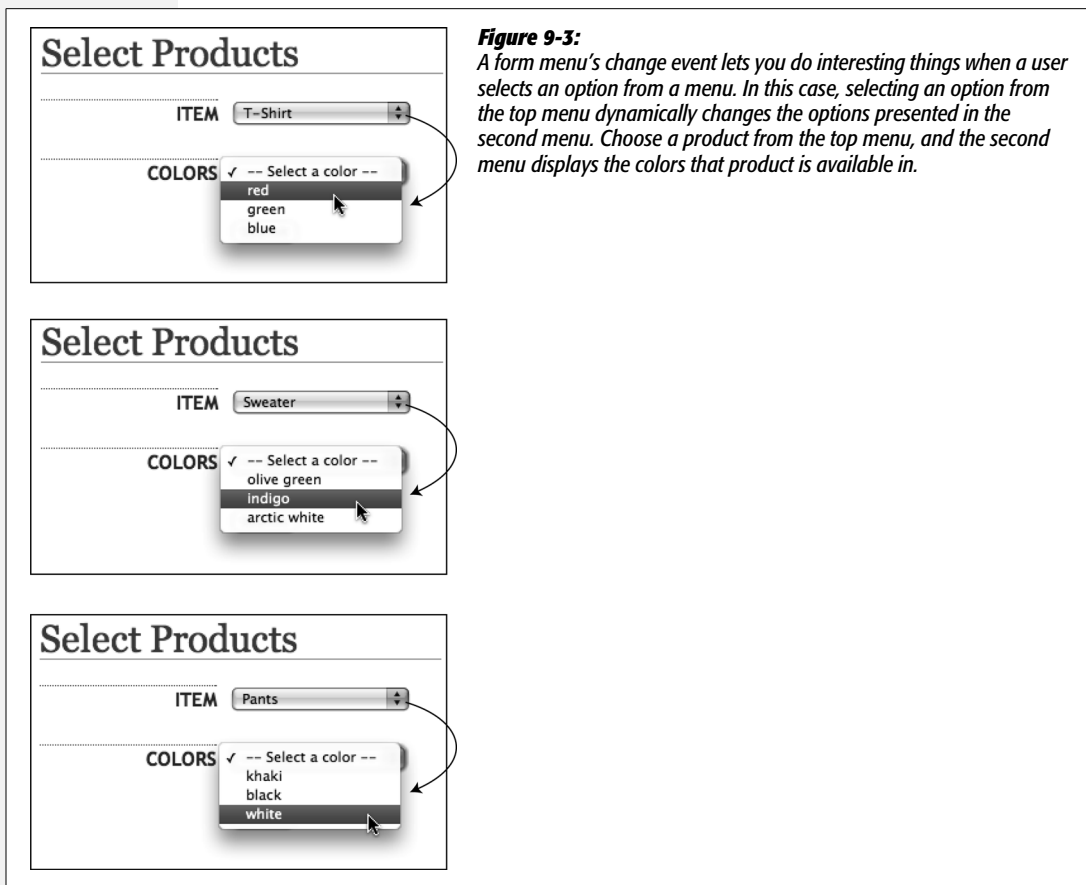 Select Products
ITEM T-Shirt
COLORS ✓ -- Select a color --
red
green
blue
Figure 9-3:
A form menu's change event lets you do interesting things when a user
selects an option from a menu. In this case, selecting an option from
the top menu dynamically changes the options presented in the
second menu. Choose a product from the top menu, and the second
menu displays the colors that product is available in.
Select Products
ITEM Sweater
COLORS ✓ -- Select a color --
olive green
indigo
arctic white
Select Products
ITEM Pants
COLORS ✓ -- Select a color --
khaki
black
white